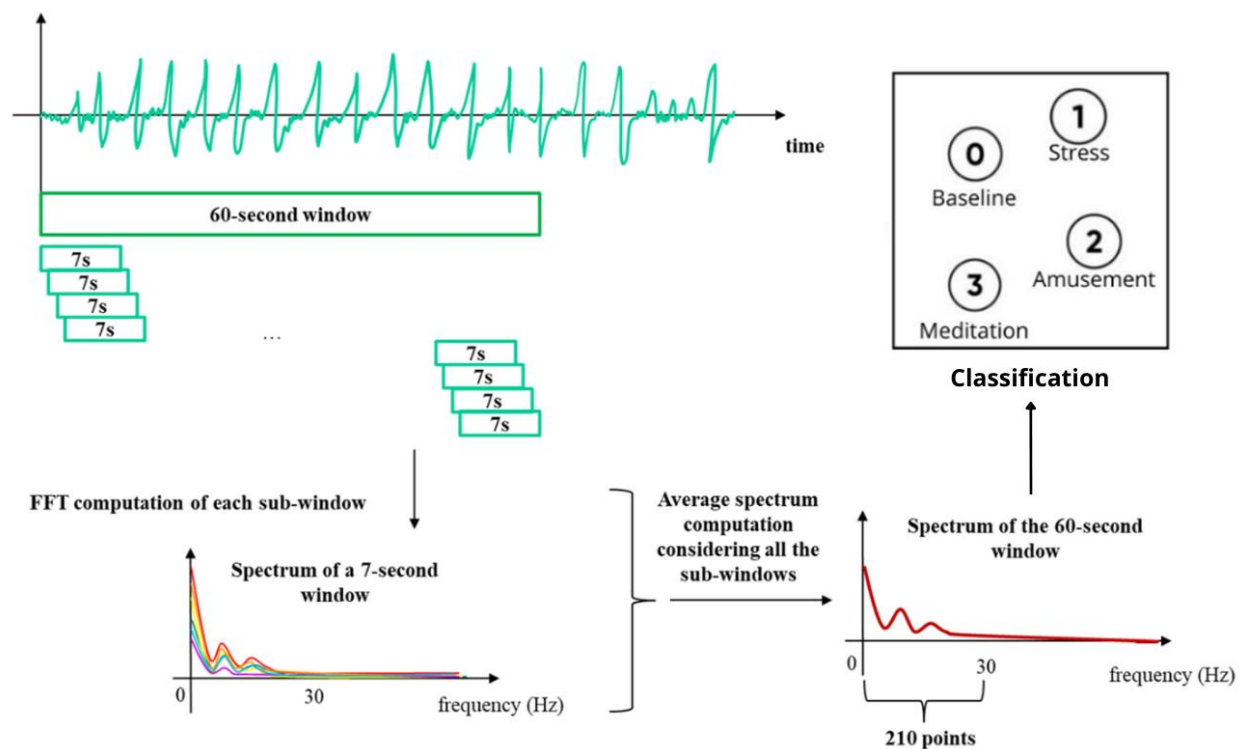 time
60-second window
7s
7s
7s
7s
...
7s
7s
7s
7s
FFT computation of each sub-window
Spectrum of a 7-second
window
0
30
frequency (Hz)
Average spectrum
computation
considering all the
sub-windows
Spectrum of the 60-second
window
0
30
frequency (Hz)
210 points
1
Stress
0
Baseline
2
Amusement
3
Meditation
Classification